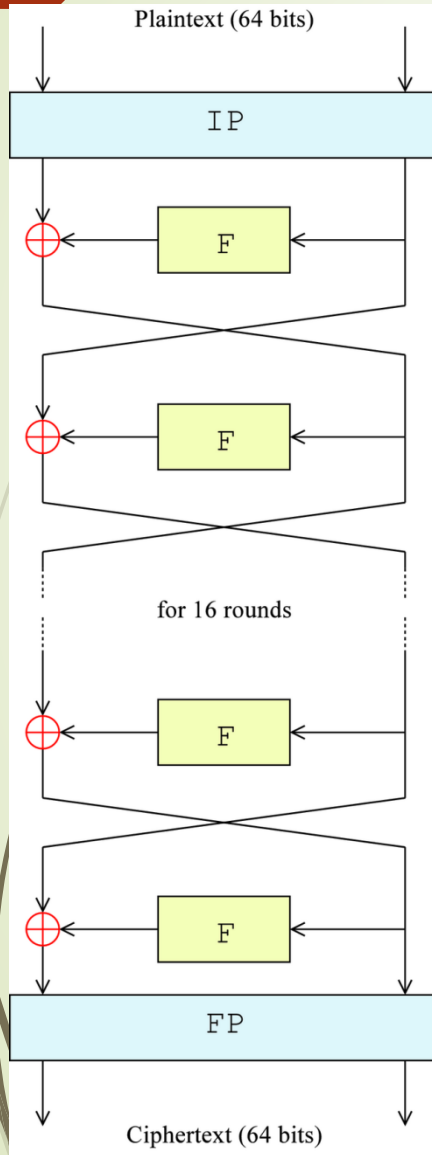 Plaintext (64 bits)
IP
F
F
for 16 rounds
F
F
FP
Ciphertext (64 bits)